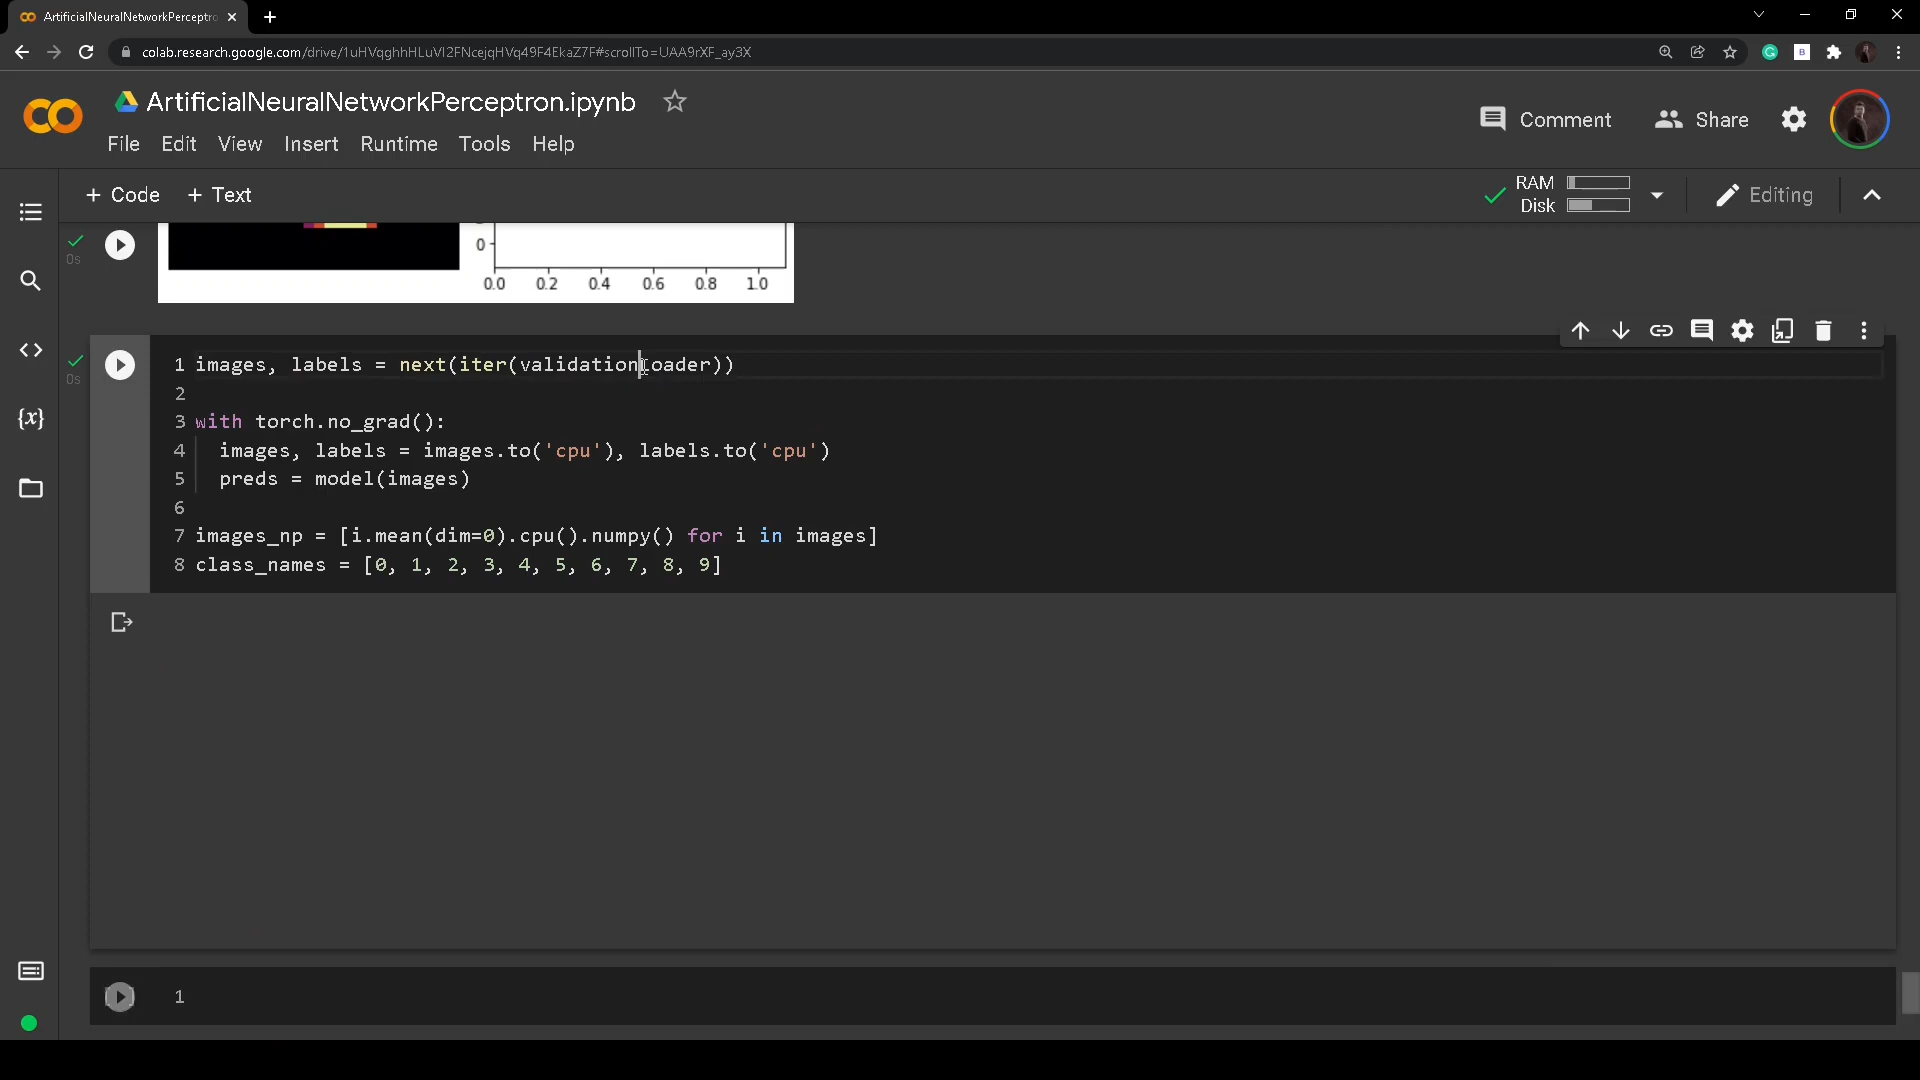 ArtificialNeuralNetworkPerceptro
colab.research.google.com/drive/1uHVqghhHLuVI2FNcejqHVq49F4EkaZ7F#scrollTo=UAA9rXF_ay3X
ArtificialNeuralNetworkPerceptron.ipynb
File Edit View Insert Runtime Tools Help
Comment Share
+ Code + Text
RAM
Disk
Editing
0s
0
0.0 0.2 0.4 0.6 0.8 1.0
0s
1 images, labels = next(iter(validationloader))
2
3 with torch.no_grad():
4 images, labels = images.to('cpu'), labels.to('cpu')
5 preds = model(images)
6
7 images_np = [i.mean(dim=0).cpu().numpy() for i in images]
8 class_names = [0, 1, 2, 3, 4, 5, 6, 7, 8, 9]
{x}
1